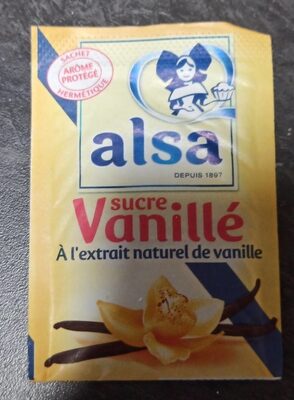 SACHET
ARÔME
PROTÉGÉ
HERMÉTIQUE
alsa
DEPUIS 1897
sucre
Vanillé
À l'extrait naturel de vanille